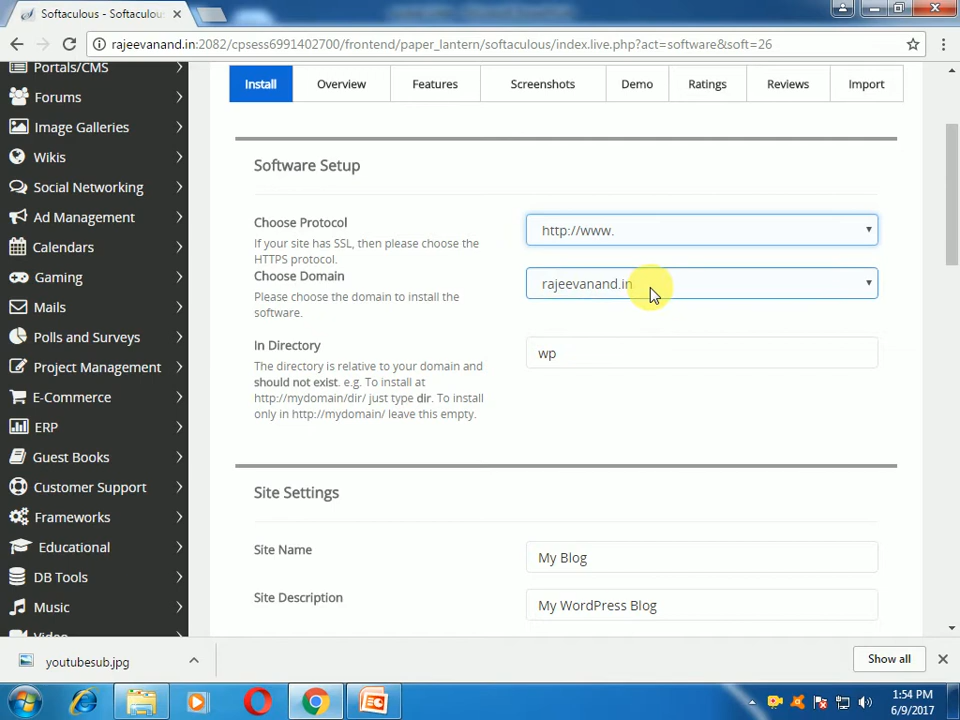 Softaculous - Softaculous
rajeevanand.in:2082/cpsess6991402700/frontend/paper_lantern/softaculous/index.live.php?act=software&soft=26
Portals/CMS
Forums
Image Galleries
Wikis
Social Networking
Ad Management
Calendars
Gaming
Mails
Polls and Surveys
Project Management
E-Commerce
ERP
Guest Books
Customer Support
Frameworks
Educational
DB Tools
Music
Video
Install Overview Features Screenshots Demo Ratings Reviews Import
Software Setup
Choose Protocol
If your site has SSL, then please choose the
HTTPS protocol.
http://www.
Choose Domain
Please choose the domain to install the
software.
rajeevanand.in
In Directory
The directory is relative to your domain and
should not exist. e.g. To install at
http://mydomain/dir/ just type dir. To install
only in http://mydomain/ leave this empty.
wp
Site Settings
Site Name
My Blog
Site Description
My WordPress Blog
youtubesub.jpg
Show all
1:54 PM
6/9/2017